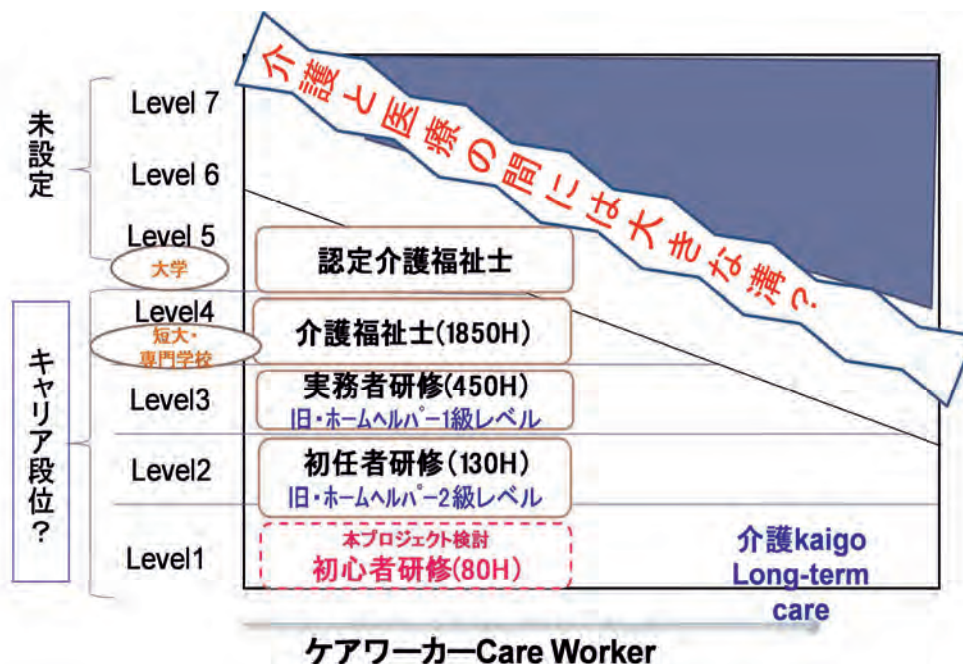 介護と医療の間には大きな溝？
未設定
Level 7
Level 6
Level 5
大学
認定介護福祉士
キャリア段位？
Level4
短大・
専門学校
介護福祉士(1850H)
Level3
実務者研修(450H)
旧・ホームヘルパー1級レベル
Level2
初任者研修(130H)
旧・ホームヘルパー2級レベル
Level1
本プロジェクト検討
初心者研修(80H)
介護kaigo
Long-term
care
ケアワーカーCare Worker